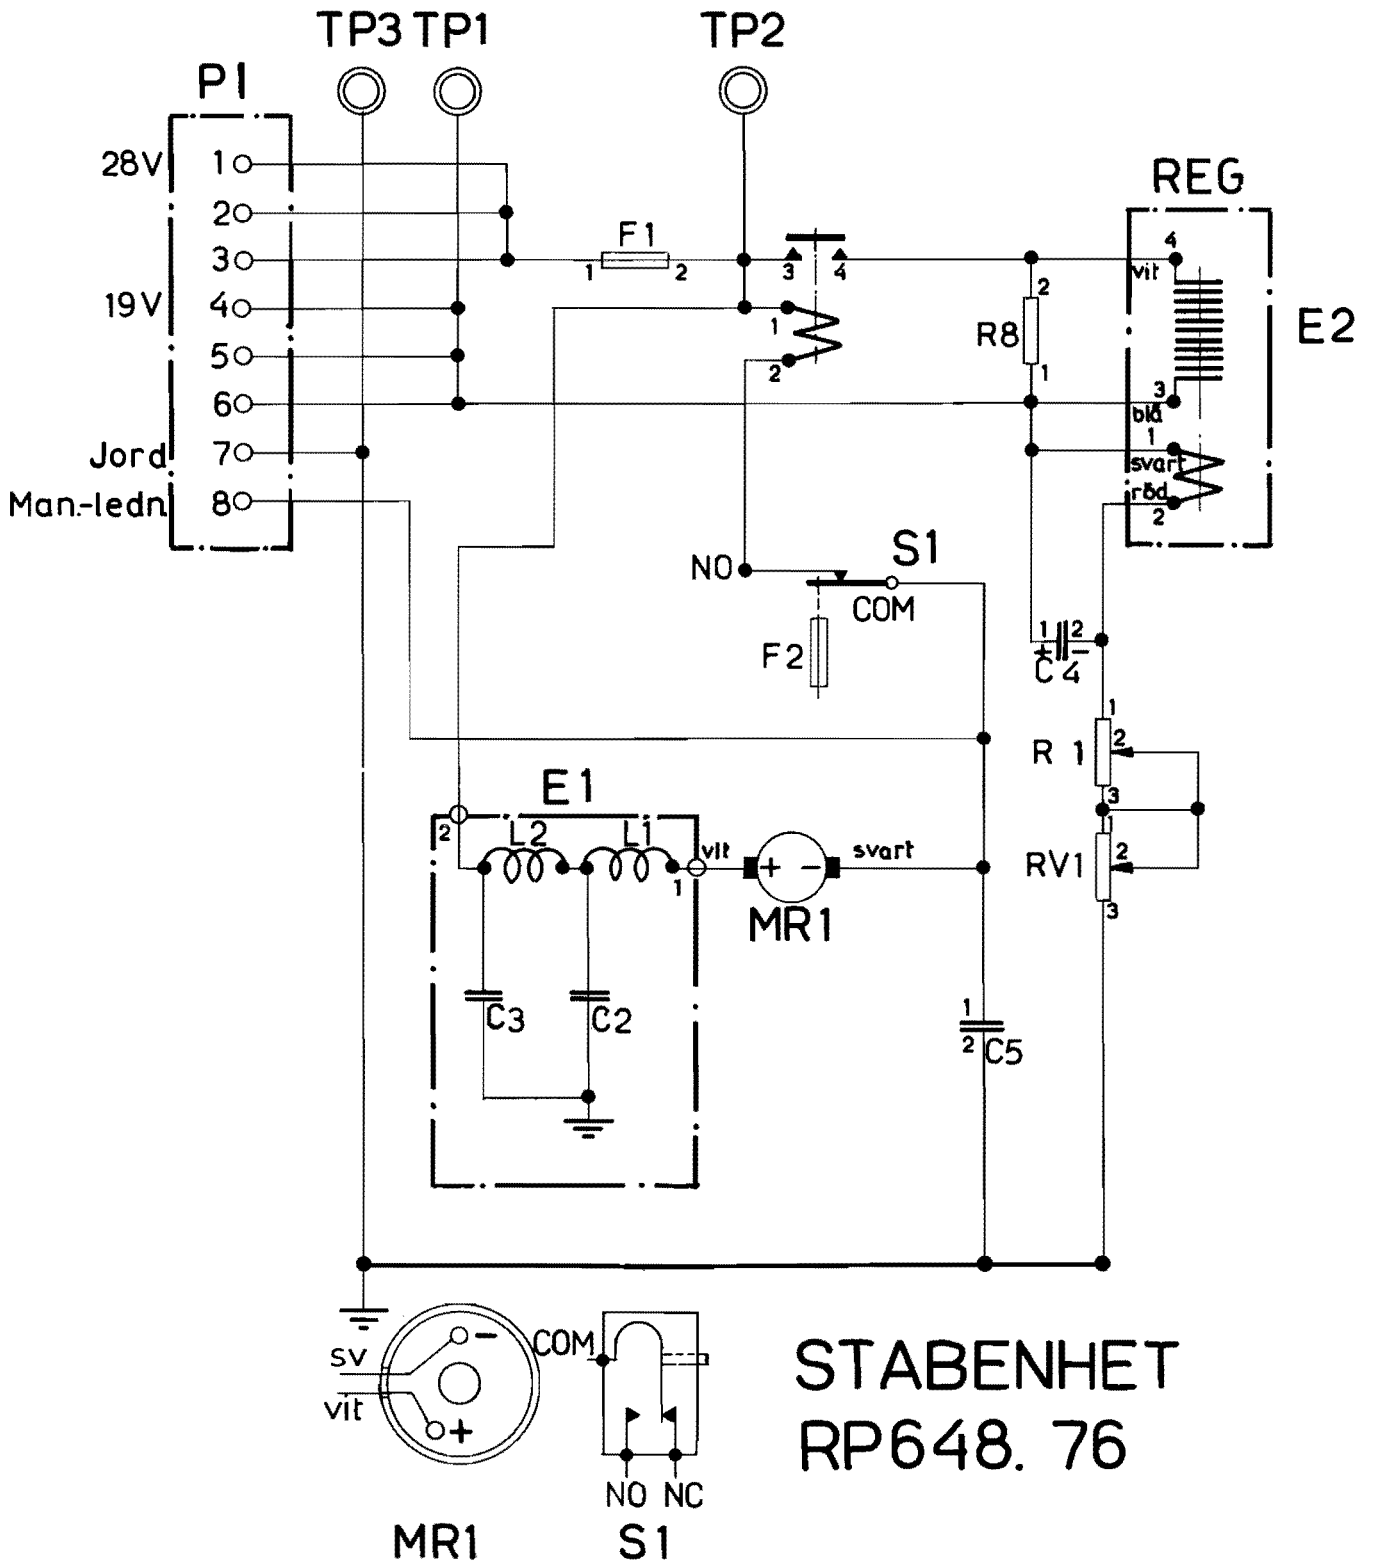 TP3 TP1 TP2
P1
28V 1
2
3
19V 4
5
6
Jord 7
Man.-ledn 8
F1
1 2
3 4
1
2
REG
4
vit
2
R8
1
E2
3
blå
1
svart
röd
2
NO
S1
COM
F2
1 2
+ -
C4
1
R1 2
3
1
RV1 2
3
E1
2 L2 L1
1
vit
+ -
svart
MR1
C3 C2
1
2 C5
sv
vit
-
+
MR1
COM
NO NC
S1
STABENHET
RP648. 76